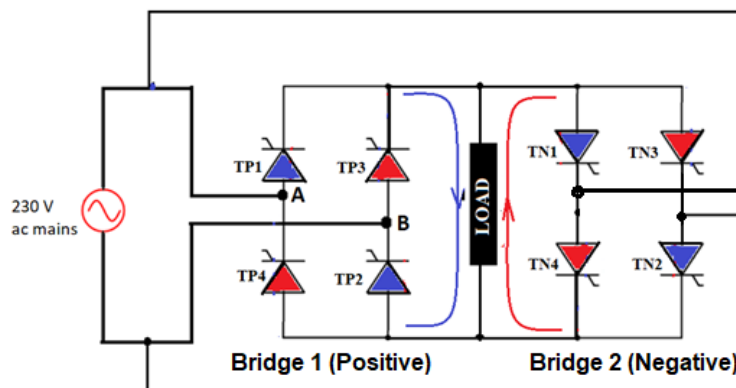 TP1
TP3
TN1
TN3
A
230 V
ac mains
B
LOAD
TP4
TP2
TN4
TN2
Bridge 1 (Positive)
Bridge 2 (Negative)